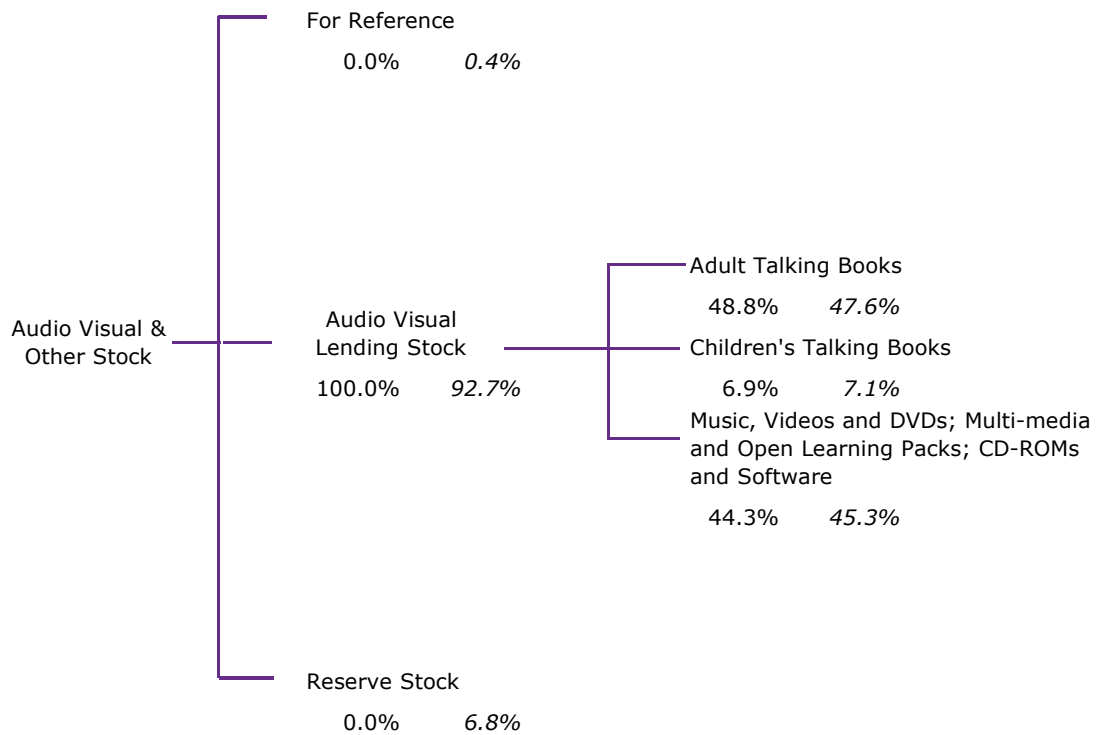 For Reference
0.0% 0.4%
Audio Visual &
Other Stock
Audio Visual
Lending Stock
100.0% 92.7%
Adult Talking Books
48.8% 47.6%
Children's Talking Books
6.9% 7.1%
Music, Videos and DVDs; Multi-media
and Open Learning Packs; CD-ROMs
and Software
44.3% 45.3%
Reserve Stock
0.0% 6.8%